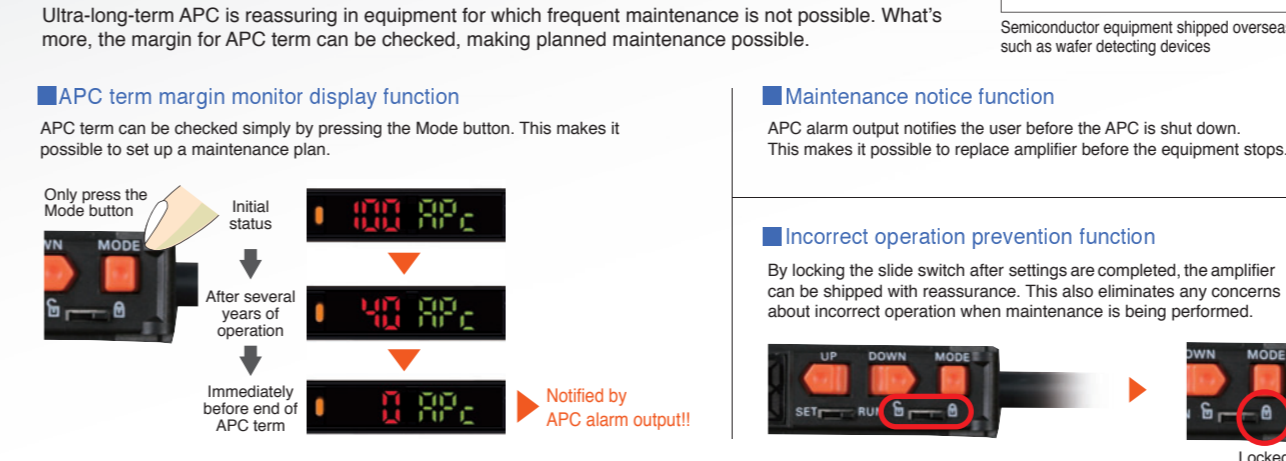 Ultra-long-term APC is reassuring in equipment for which frequent maintenance is not possible. What's
more, the margin for APC term can be checked, making planned maintenance possible.
Semiconductor equipment shipped oversea
such as wafer detecting devices
APC term margin monitor display function
APC term can be checked simply by pressing the Mode button. This makes it
possible to set up a maintenance plan.
Only press the
Mode button
WN MODE
Initial
status
100 APc
After several
years of
operation
40 APc
Immediately
before end of
APC term
0 APc
Notified by
APC alarm output!!
Maintenance notice function
APC alarm output notifies the user before the APC is shut down.
This makes it possible to replace amplifier before the equipment stops.
Incorrect operation prevention function
By locking the slide switch after settings are completed, the amplifier
can be shipped with reassurance. This also eliminates any concerns
about incorrect operation when maintenance is being performed.
UP DOWN MODE
SET RUN
OWN MODE
N
Locked